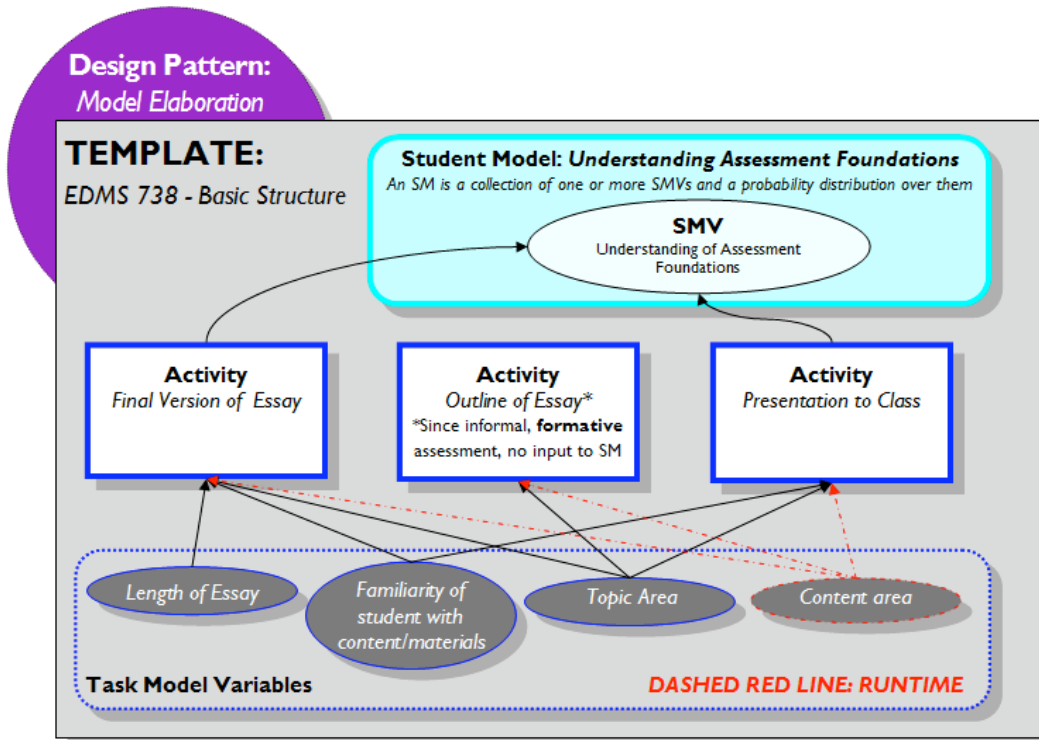 Design Pattern:
Model Elaboration
TEMPLATE:
EDMS 738 - Basic Structure
Student Model: Understanding Assessment Foundations
An SM is a collection of one or more SMVs and a probability distribution over them
SMV
Understanding of Assessment
Foundations
Activity
Final Version of Essay
Activity
Outline of Essay*
*Since informal, formative
assessment, no input to SM
Activity
Presentation to Class
Length of Essay
Familiarity of
student with
content/materials
Topic Area
Content area
Task Model Variables
DASHED RED LINE: RUNTIME